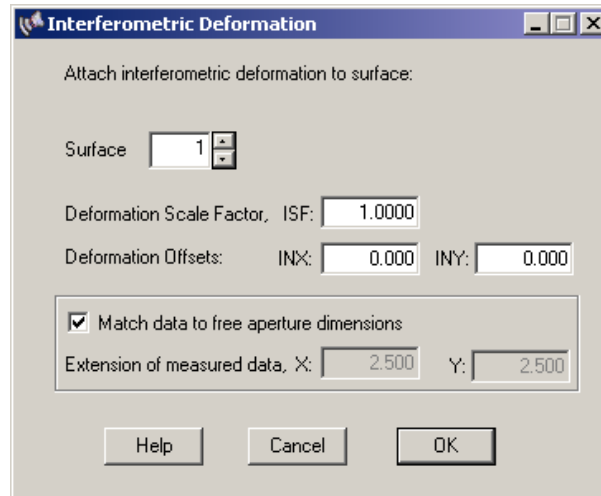 Interferometric Deformation
Attach interferometric deformation to surface:
Surface 1
Deformation Scale Factor, ISF: 1.0000
Deformation Offsets: INX: 0.000 INY: 0.000
Match data to free aperture dimensions
Extension of measured data, X: 2.500 Y: 2.500
Help Cancel OK